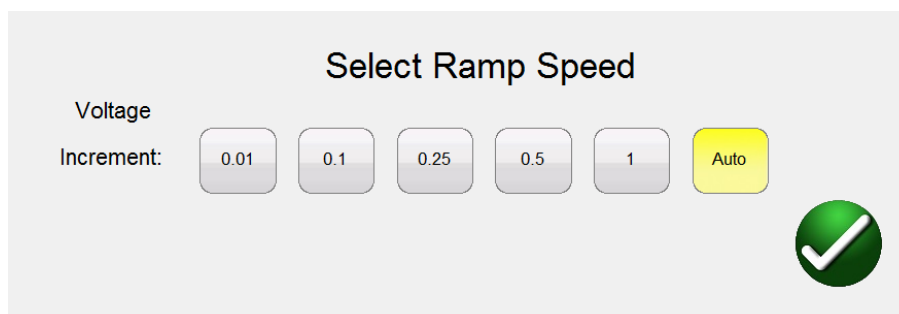 Select Ramp Speed
Voltage
Increment:
0.01
0.1
0.25
0.5
1
Auto